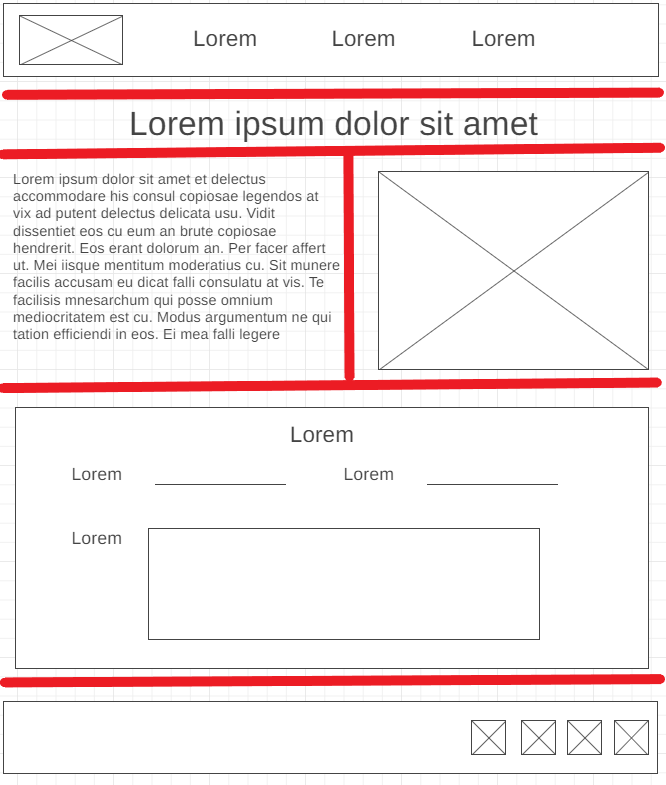 Lorem Lorem Lorem
Lorem ipsum dolor sit amet
Lorem ipsum dolor sit amet et delectus
accommodare his consul copiosae legendos at
vix ad putent delectus delicata usu. Vidit
dissentiet eos cu eum an brute copiosae
hendrerit. Eos erant dolorum an. Per facer affert
ut. Mei iisque mentitum moderatius cu. Sit munere
facilis accusam eu dicat falli consulatu at vis. Te
facilisis mnesarchum qui posse omnium
mediocritatem est cu. Modus argumentum ne qui
tation efficiendi in eos. Ei mea falli legere
Lorem
Lorem Lorem
Lorem